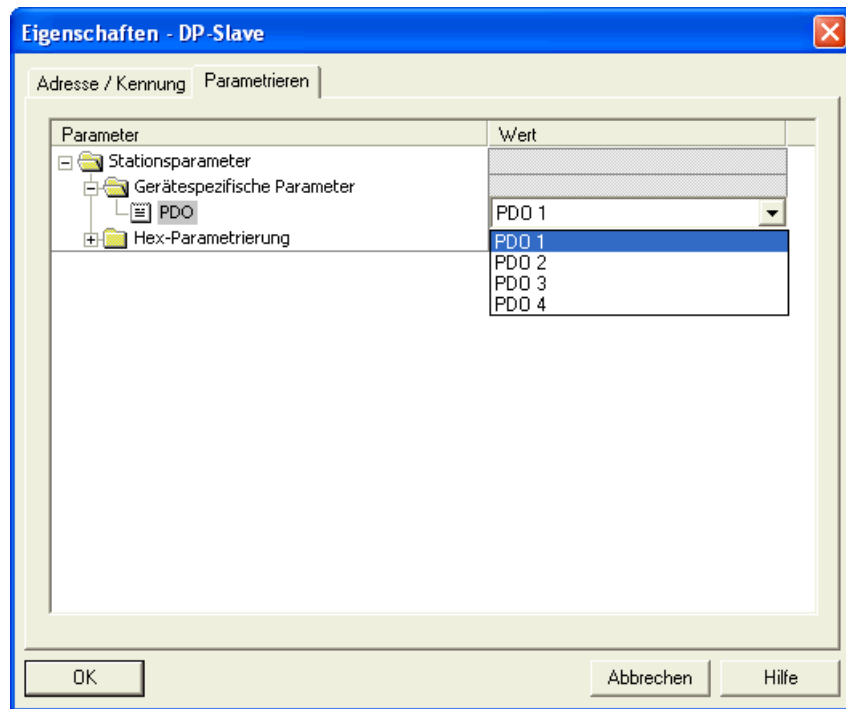 Eigenschaften - DP-Slave
Adresse / Kennung Parametrieren
Parameter Wert
Stationsparameter
Gerätespezifische Parameter
PDO PDO 1
Hex-Parametrierung PDO 1
PDO 2
PDO 3
PDO 4
OK Abbrechen Hilfe